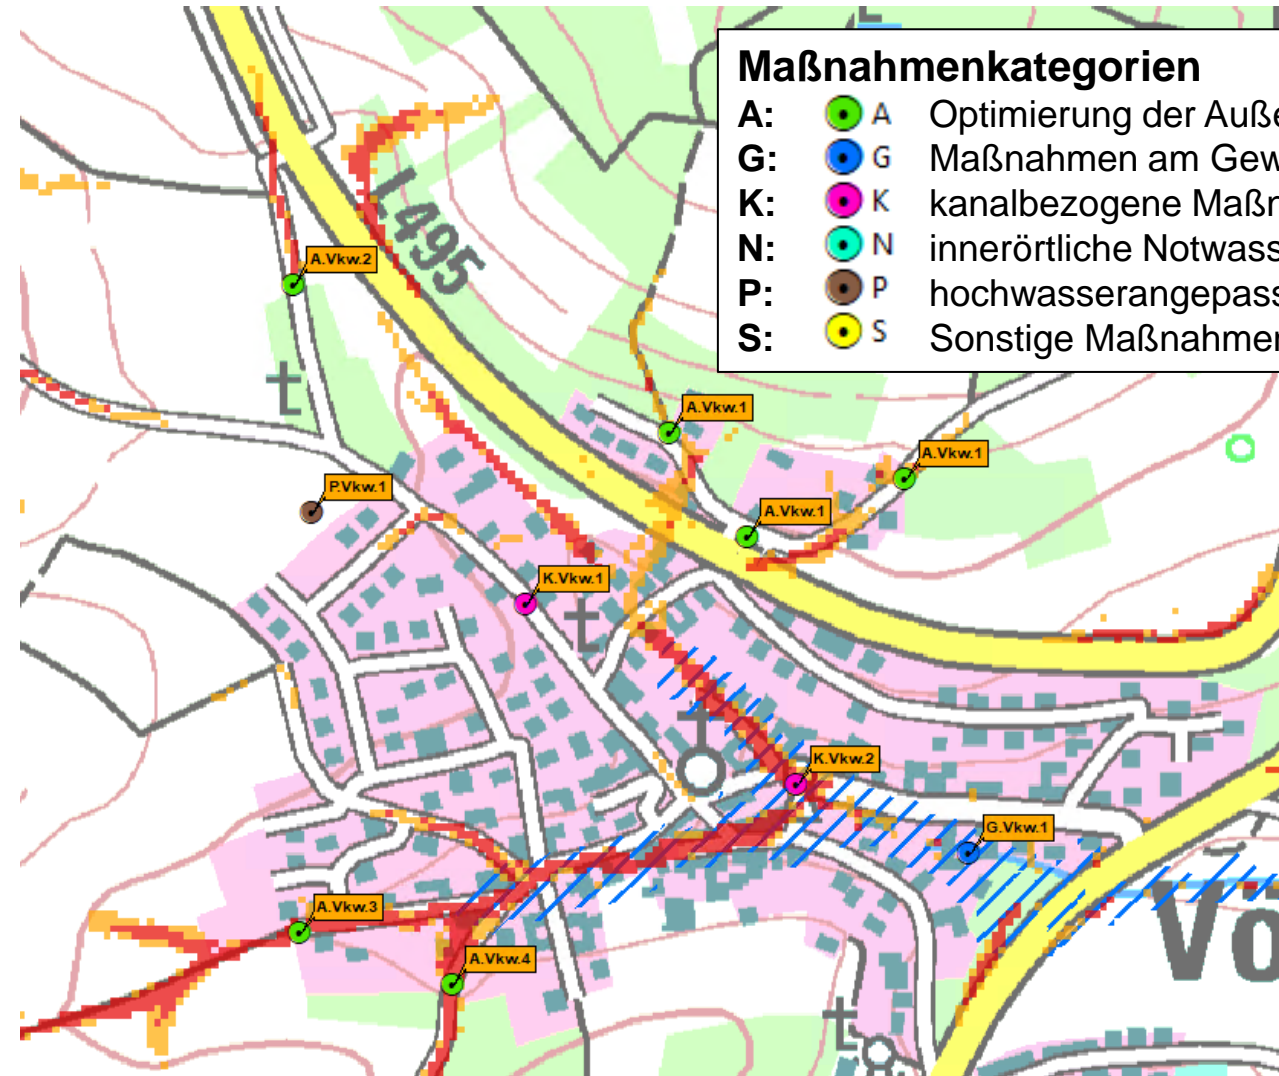 Maßnahmenkategorien
A: A Optimierung der Auße
G: G Maßnahmen am Gew
K: K kanalbezogene Maßn
N: N innerörtliche Notwass
P: P hochwasserangepass
S: S Sonstige Maßnahmen
A.Vkw.2
L495
A.Vkw.1
A.Vkw.1
P.Vkw.1
A.Vkw.1
K.Vkw.1
K.Vkw.2
G.Vkw.1
A.Vkw.3
Vö
A.Vkw.4